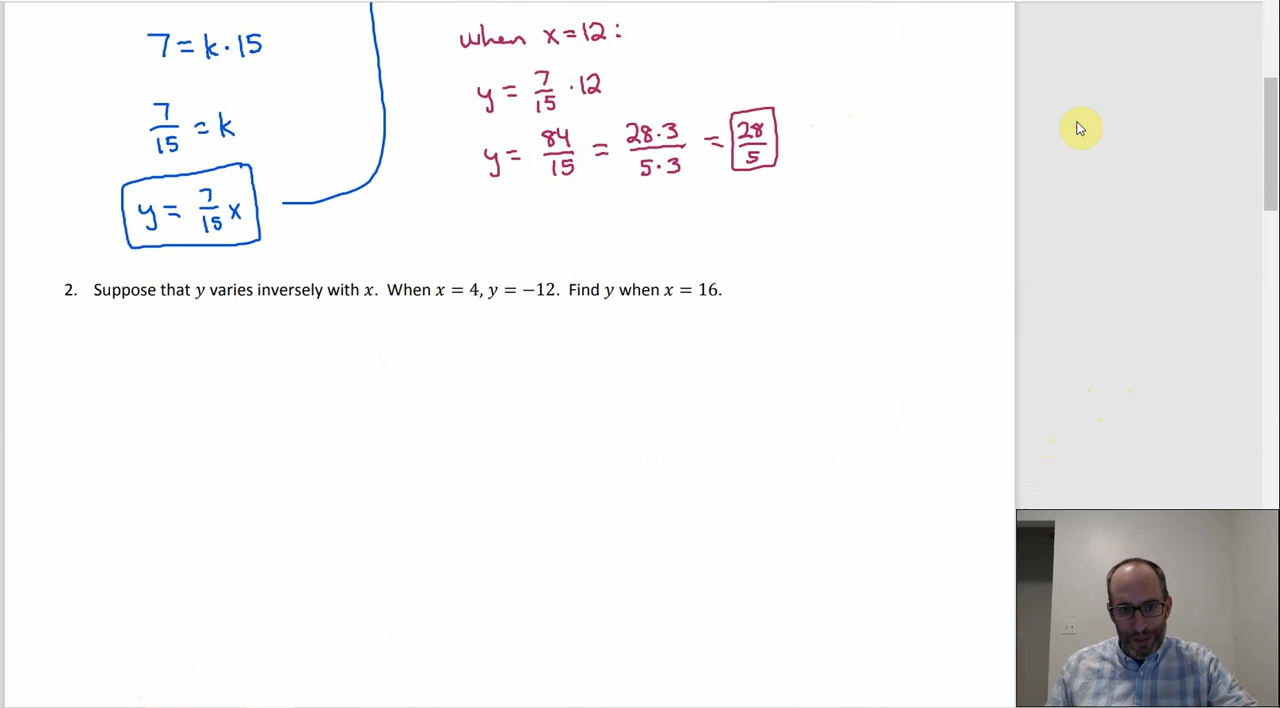 7 = k · 15
7/15 = k
y = 7/15 x
when x = 12 :
y = 7/15 · 12
y = 84/15 = 28·3/5·3 = 28/5
2. Suppose that y varies inversely with x. When x = 4, y = −12. Find y when x = 16.